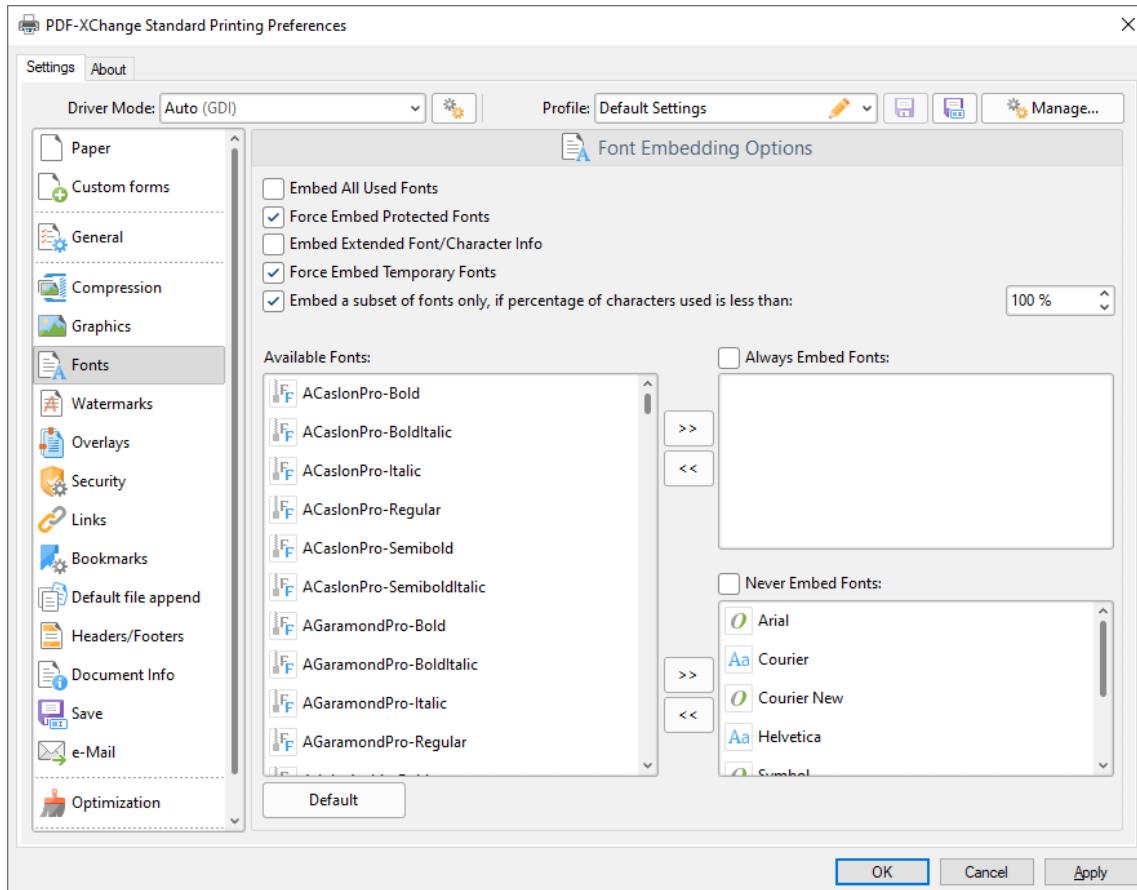 PDF-XChange Standard Printing Preferences
Settings About
Driver Mode: Auto (GDI) Profile: Default Settings Manage...
Paper
Custom forms
General
Compression
Graphics
Fonts
Watermarks
Overlays
Security
Links
Bookmarks
Default file append
Headers/Footers
Document Info
Save
e-Mail
Optimization
Font Embedding Options
Embed All Used Fonts
Force Embed Protected Fonts
Embed Extended Font/Character Info
Force Embed Temporary Fonts
Embed a subset of fonts only, if percentage of characters used is less than: 100 %
Available Fonts:
ACaslonPro-Bold
ACaslonPro-BoldItalic
ACaslonPro-Italic
ACaslonPro-Regular
ACaslonPro-Semibold
ACaslonPro-SemiboldItalic
AGaramondPro-Bold
AGaramondPro-BoldItalic
AGaramondPro-Italic
AGaramondPro-Regular
>>
<<
Always Embed Fonts:
>>
<<
Never Embed Fonts:
Arial
Courier
Courier New
Helvetica
Symbol
Default
OK Cancel Apply